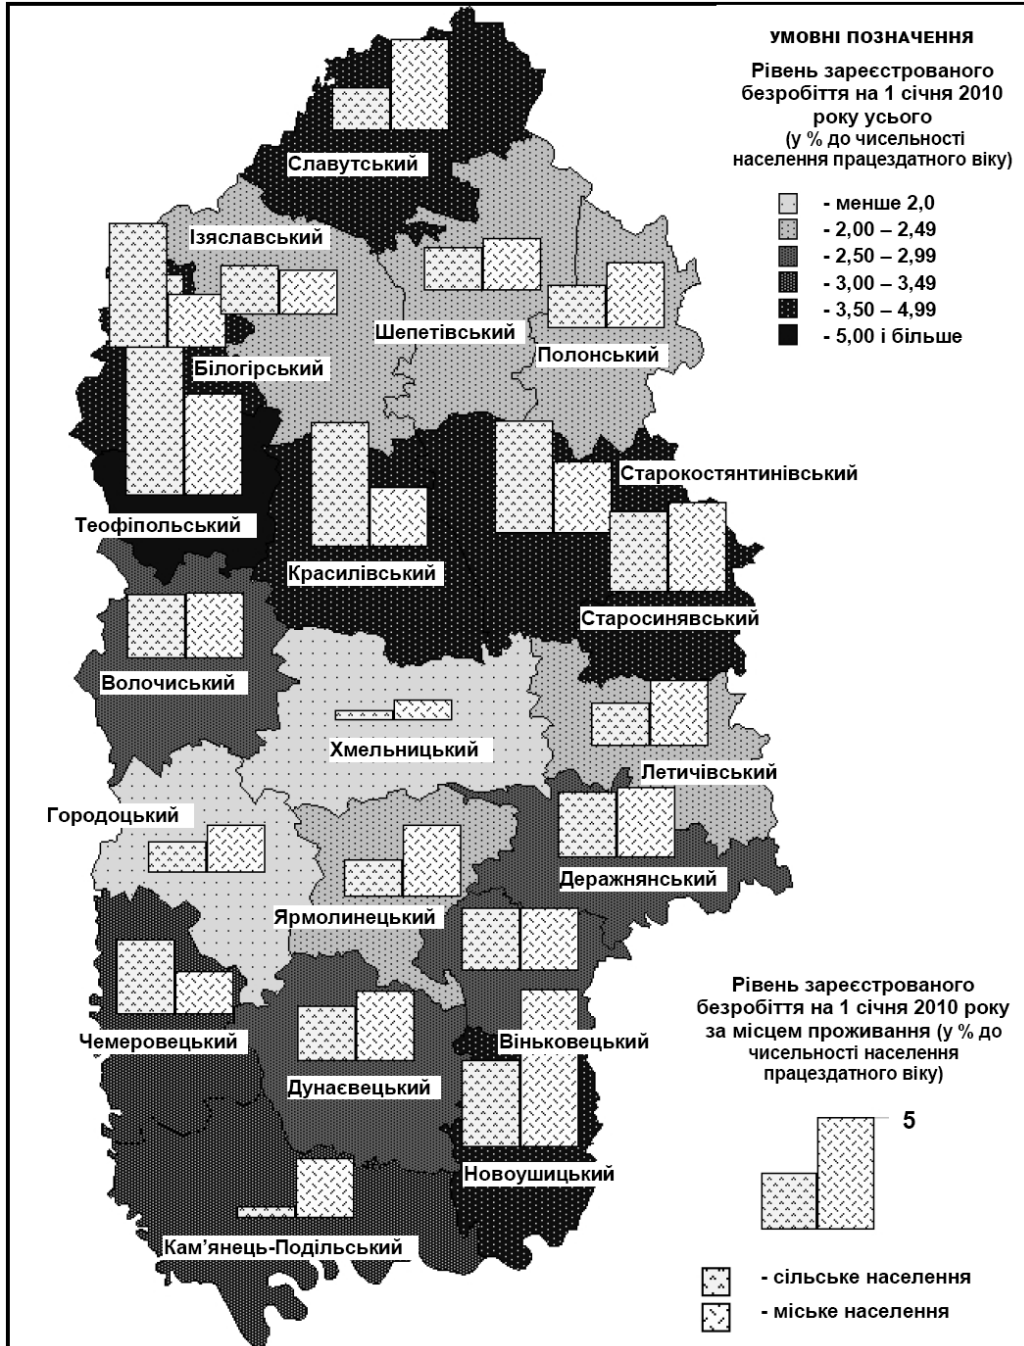 УМОВНІ ПОЗНАЧЕННЯ
Рівень зареєстрованого
безробіття на 1 січня 2010
року усього
(у % до чисельності
населення працездатного віку)
- менше 2,0
- 2,00 – 2,49
- 2,50 – 2,99
- 3,00 – 3,49
- 3,50 – 4,99
- 5,00 і більше
Славутський
Ізяславський
Шепетівський
Полонський
Білогірський
Старокостянтинівський
Теофіпольський
Красилівський
Старосинявський
Волочиський
Хмельницький
Летичівський
Городоцький
Деражнянський
Ярмолинецький
Чемеровецький
Віньковецький
Дунаєвецький
Новоушицький
Кам'янець-Подільський
Рівень зареєстрованого
безробіття на 1 січня 2010 року
за місцем проживання (у % до
чисельності населення
працездатного віку)
5
- сільське населення
- міське населення